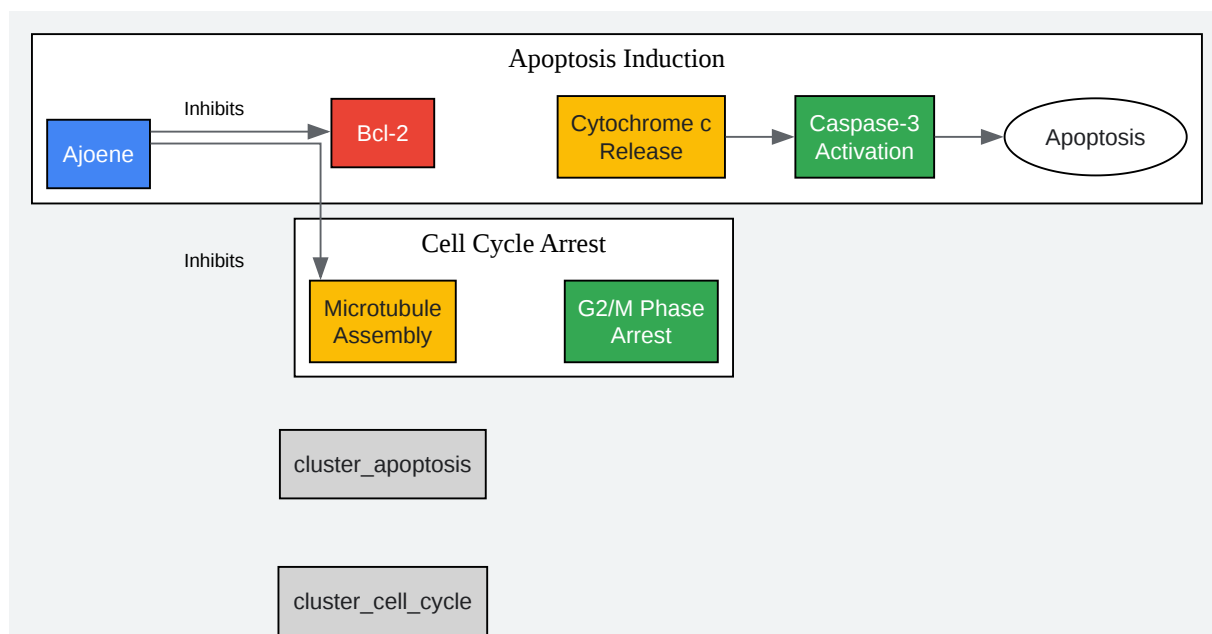 Apoptosis Induction
Inhibits
Ajoene
Bcl-2
Cytochrome c
Release
Caspase-3
Activation
Apoptosis
Cell Cycle Arrest
Inhibits
Microtubule
Assembly
G2/M Phase
Arrest
cluster_apoptosis
cluster_cell_cycle